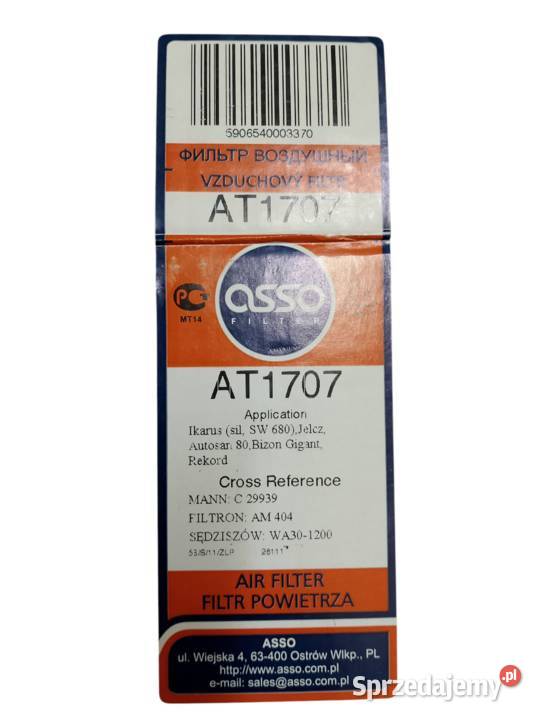 5906540003370
ФИЛЬТР ВОЗДУШНЫЙ
VZDUCHOVÝ FILTR
AT1707
РС
MT14
asso
FILTER
AT1707
Application
Ikarus (sil, SW 680),Jelcz,
Autosan 80,Bizon Gigant,
Rekord
Cross Reference
MANN: C 29939
FILTRON: AM 404
SĘDZISZÓW: WA30-1200
AIR FILTER
FILTR POWIETRZA
ASSO
ul. Wiejska 4, 63-400 Ostrów Wlkp., PL
http://www.asso.com.pl
e-mail: sales@asso.com.pl
Sprzedajemy.pl